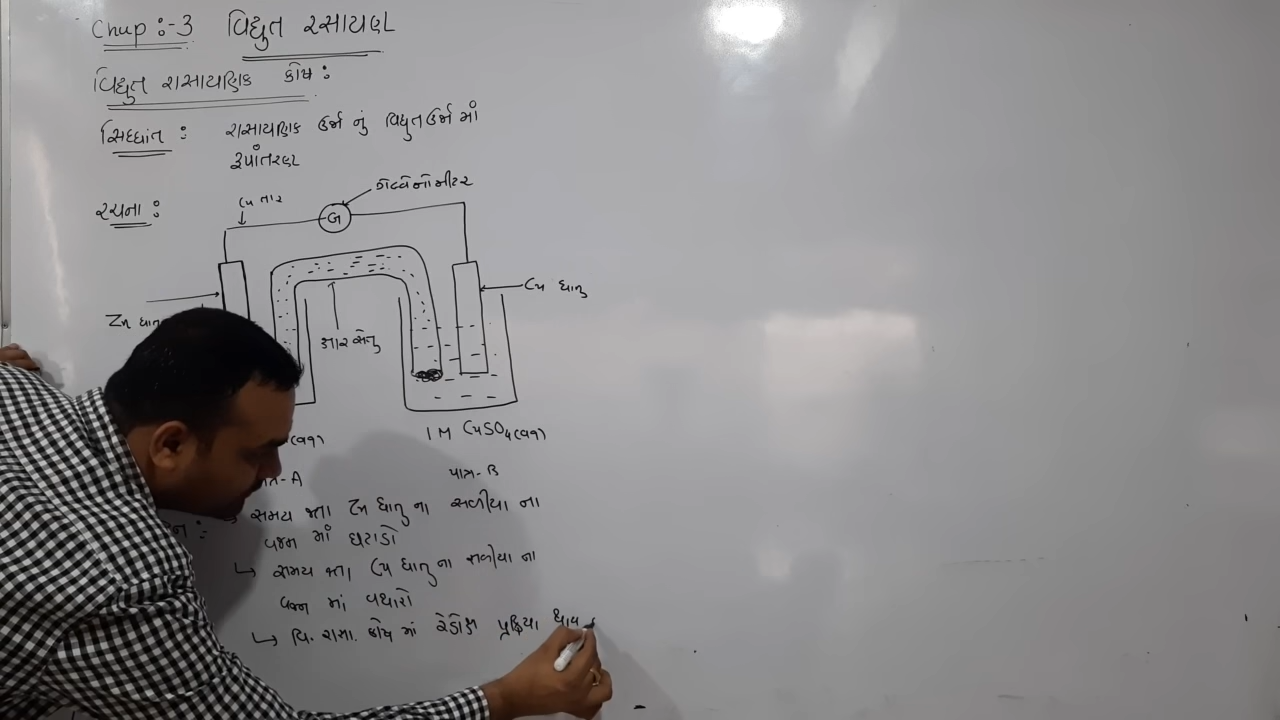 Chap :-3 વિદ્યુત રસાયણ
વિદ્યુત રાસાયણિક કોષ :
સિધ્ધાંત : રાસાયણિક ઉર્જા નું વિદ્યુત ઉર્જા માં
રૂપાંતરણ
રચના :
Cu તાર
ગેલ્વેનોમીટર
G
Cu ધાતુ
Zn
ક્ષાર સેતુ
1 M CuSO4(જલીય)
પાત્ર- B
- A
સમય જતા Zn ધાતુ ના સળીયા ના
વજન માં ઘટાડો
↳ સમય જતા Cu ધાતુ ના સળીયા ના
વજન માં વધારો
↳ વિ. રાસા. કોષ માં રેડોક્ષ પ્રક્રિયા થાય